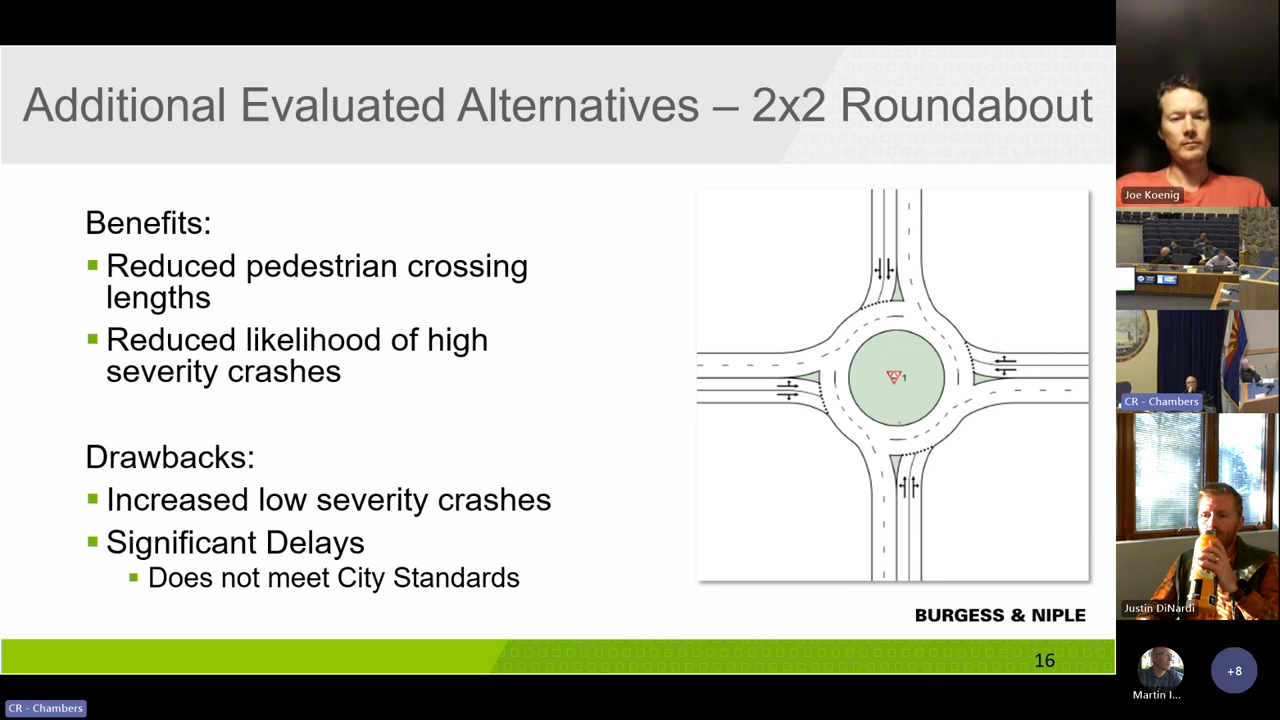 Additional Evaluated Alternatives – 2x2 Roundabout
Benefits:
Reduced pedestrian crossing
lengths
Reduced likelihood of high
severity crashes
Drawbacks:
Increased low severity crashes
Significant Delays
Does not meet City Standards
1
BURGESS & NIPLE
16
CR - Chambers
Joe Koenig
CR - Chambers
Justin DiNardi
Martin I...
+8